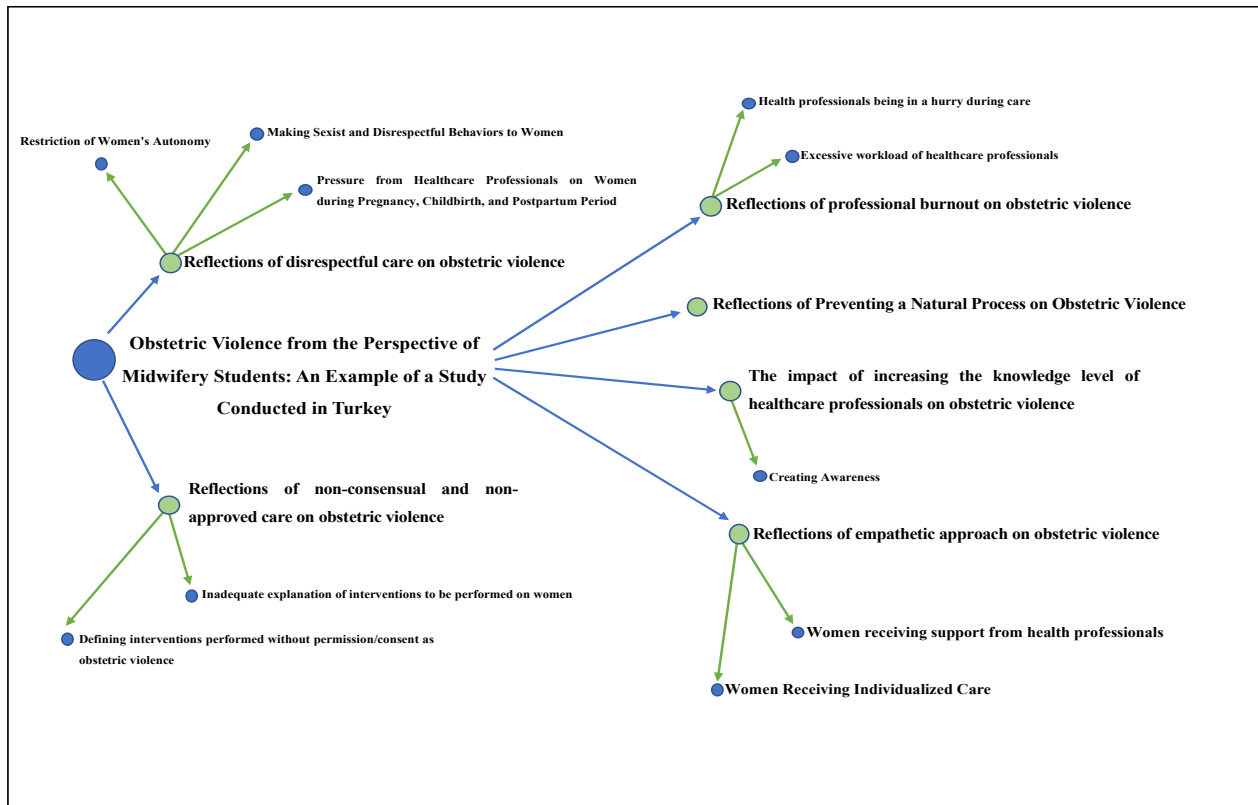 Restriction of Women's Autonomy
Making Sexist and Disrespectful Behaviors to Women
Pressure from Healthcare Professionals on Women
during Pregnancy, Childbirth, and Postpartum Period
Reflections of disrespectful care on obstetric violence
Obstetric Violence from the Perspective of
Midwifery Students: An Example of a Study
Conducted in Turkey
Reflections of non-consensual and non-
approved care on obstetric violence
Inadequate explanation of interventions to be performed on women
Defining interventions performed without permission/consent as
obstetric violence
Health professionals being in a hurry during care
Excessive workload of healthcare professionals
Reflections of professional burnout on obstetric violence
Reflections of Preventing a Natural Process on Obstetric Violence
The impact of increasing the knowledge level of
healthcare professionals on obstetric violence
Creating Awareness
Reflections of empathetic approach on obstetric violence
Women receiving support from health professionals
Women Receiving Individualized Care